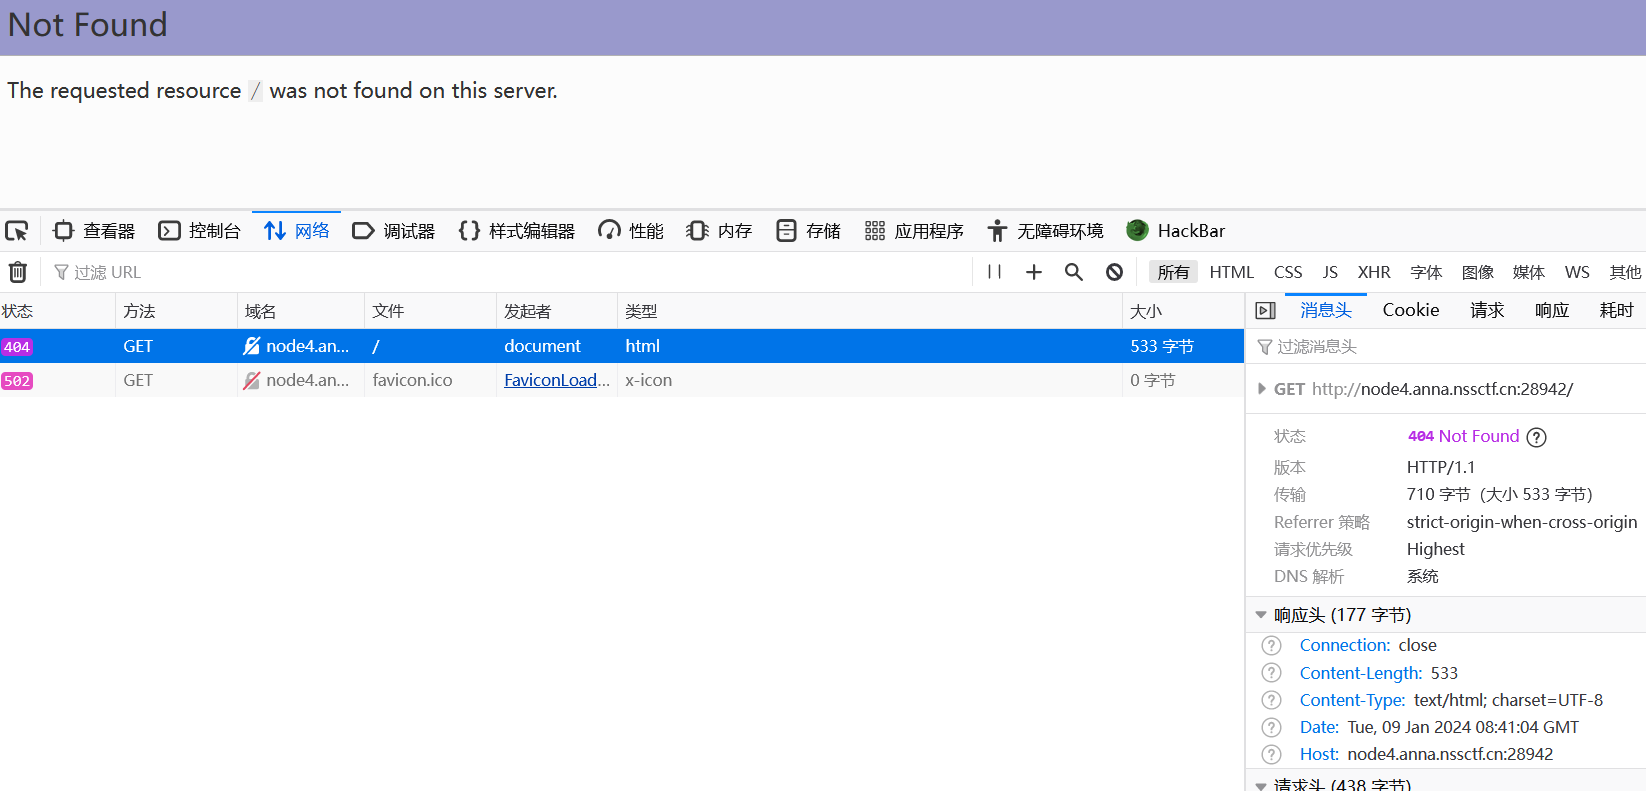 Not Found
The requested resource / was not found on this server.
查看器 控制台 网络 调试器 样式编辑器 性能 内存 存储 应用程序 无障碍环境 HackBar
过滤 URL 所有 HTML CSS JS XHR 字体 图像 媒体 WS 其他
状态 方法 域名 文件 发起者 类型 大小
404 GET node4.an... / document html 533 字节
502 GET node4.an... favicon.ico FaviconLoad... x-icon 0 字节
消息头 Cookie 请求 响应 耗时
过滤消息头
GET http://node4.anna.nssctf.cn:28942/
状态 404 Not Found
版本 HTTP/1.1
传输 710 字节（大小 533 字节）
Referrer 策略 strict-origin-when-cross-origin
请求优先级 Highest
DNS 解析 系统
响应头 (177 字节)
Connection: close
Content-Length: 533
Content-Type: text/html; charset=UTF-8
Date: Tue, 09 Jan 2024 08:41:04 GMT
Host: node4.anna.nssctf.cn:28942
请求头 (438 字节)